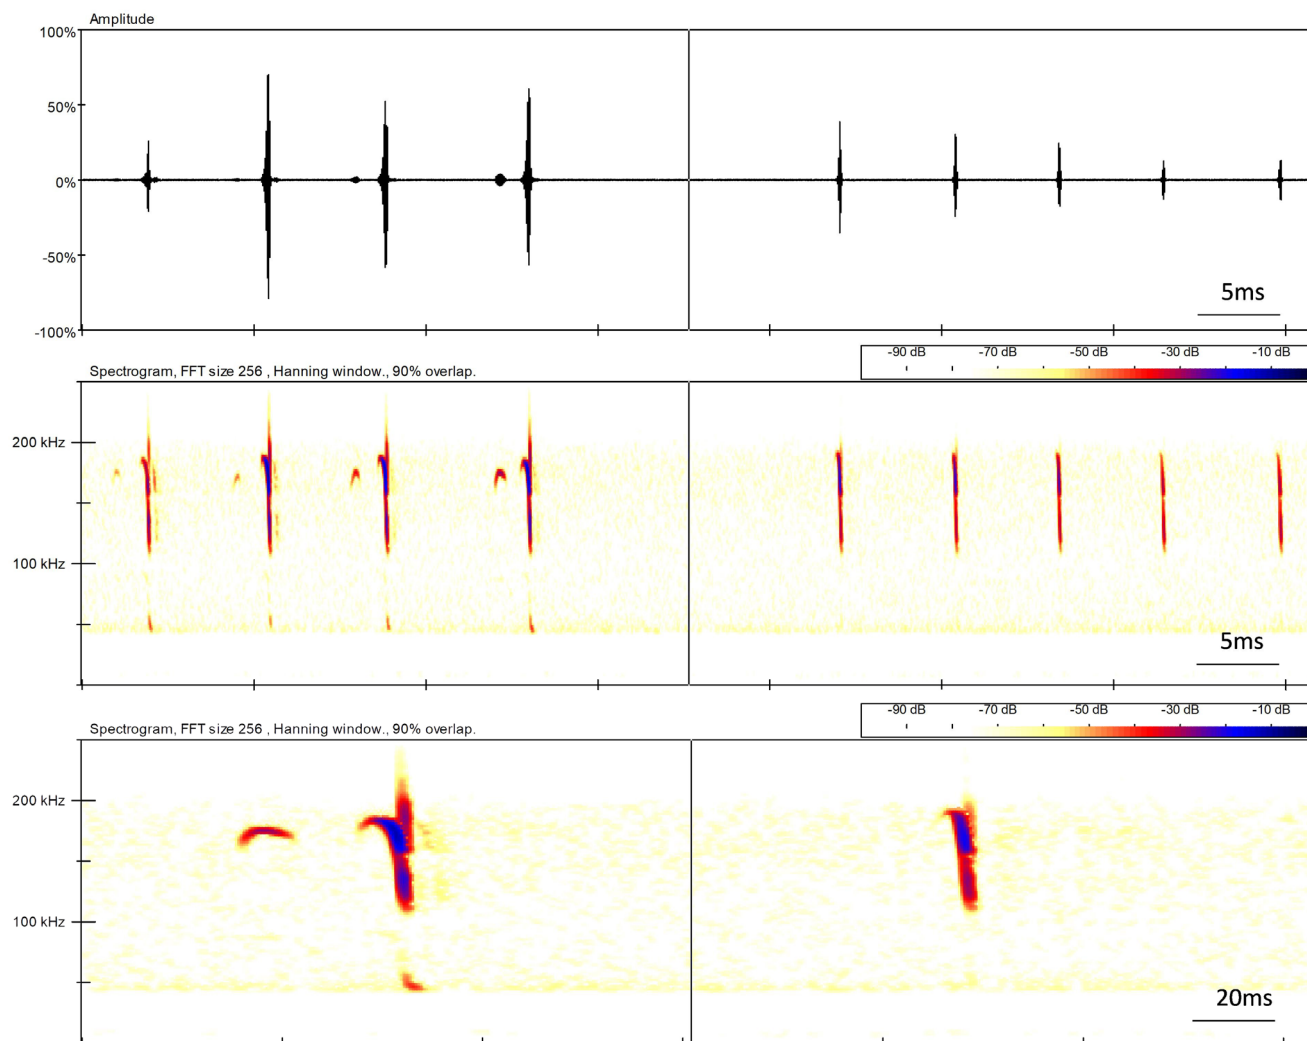 Amplitude
100%
50%
0%
-50%
-100%
5ms
-90 dB -70 dB -50 dB -30 dB -10 dB
Spectrogram, FFT size 256 , Hanning window., 90% overlap.
200 kHz
100 kHz
5ms
-90 dB -70 dB -50 dB -30 dB -10 dB
Spectrogram, FFT size 256 , Hanning window., 90% overlap.
200 kHz
100 kHz
20ms